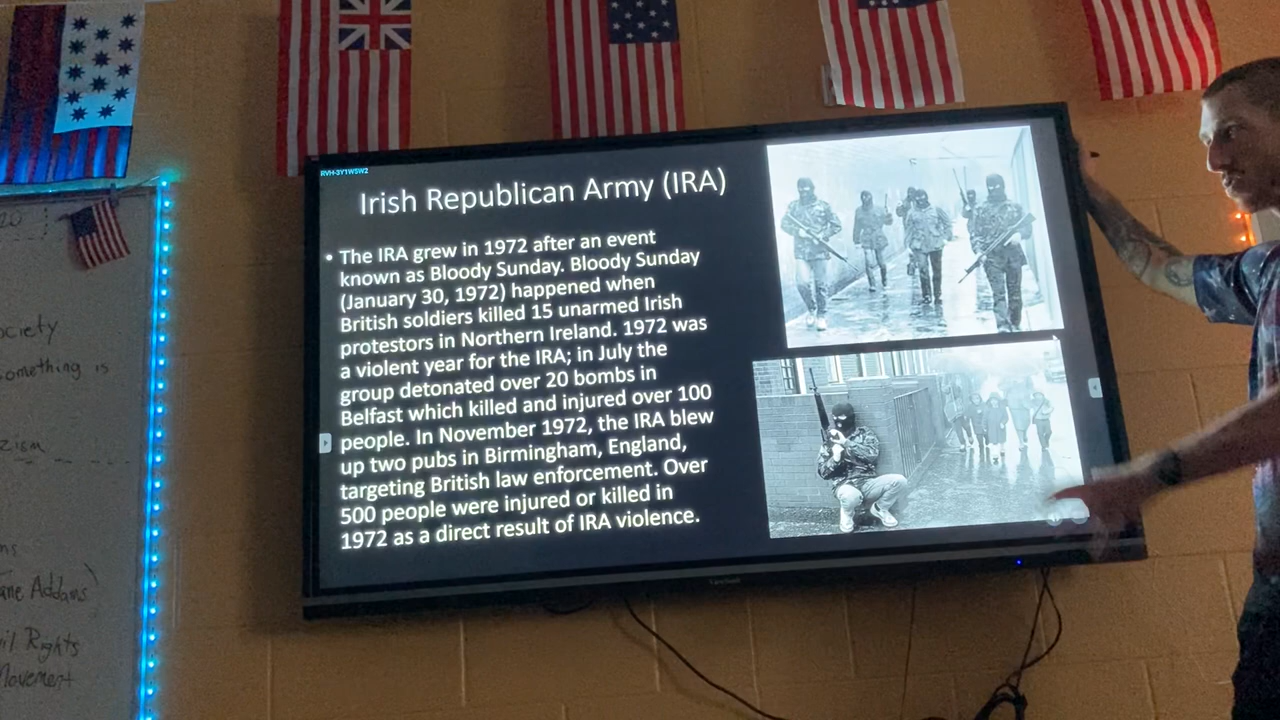 RVH-3Y1W5W2
Irish Republican Army (IRA)
• The IRA grew in 1972 after an event
known as Bloody Sunday. Bloody Sunday
(January 30, 1972) happened when
British soldiers killed 15 unarmed Irish
protestors in Northern Ireland. 1972 was
a violent year for the IRA; in July the
group detonated over 20 bombs in
Belfast which killed and injured over 100
people. In November 1972, the IRA blew
up two pubs in Birmingham, England,
targeting British law enforcement. Over
500 people were injured or killed in
1972 as a direct result of IRA violence.
ociety
omething is
zism
ms
ane Addams
vil Rights
Movement